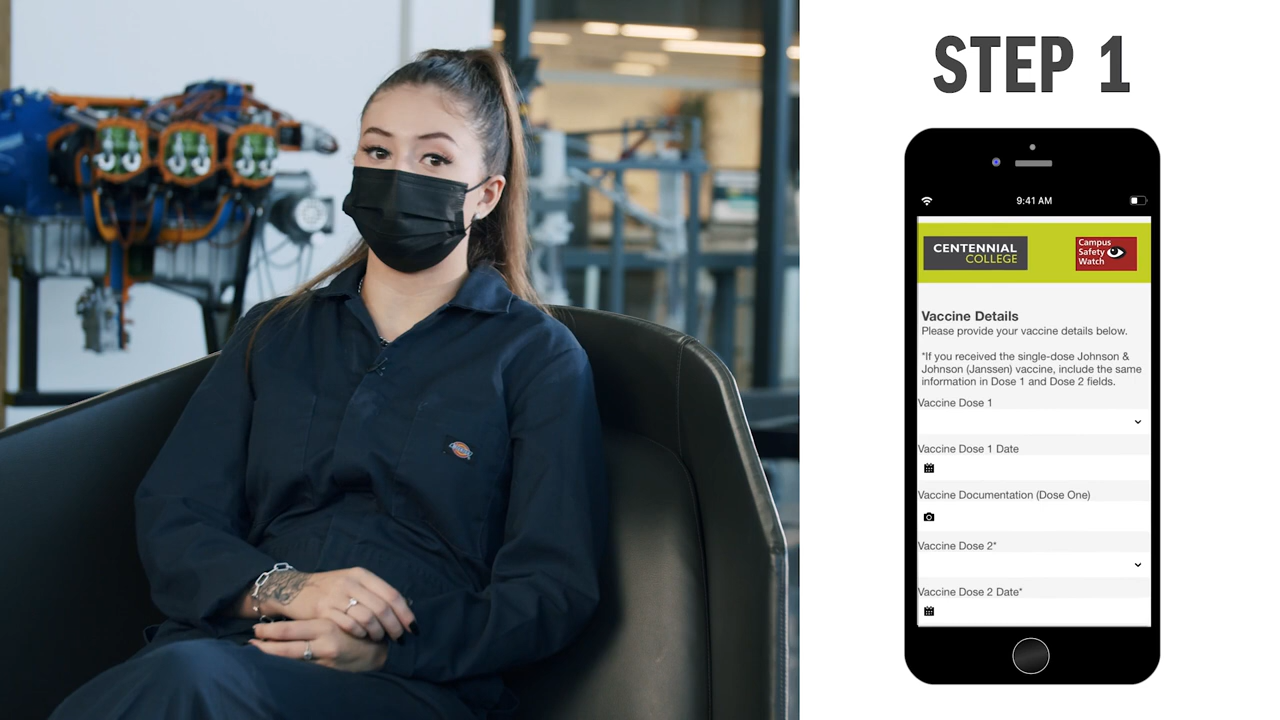 STEP 1
9:41 AM
CENTENNIAL
COLLEGE
Campus
Safety
Watch
Vaccine Details
Please provide your vaccine details below.
*If you received the single-dose Johnson &
Johnson (Janssen) vaccine, include the same
information in Dose 1 and Dose 2 fields.
Vaccine Dose 1
Vaccine Dose 1 Date
Vaccine Documentation (Dose One)
Vaccine Dose 2*
Vaccine Dose 2 Date*